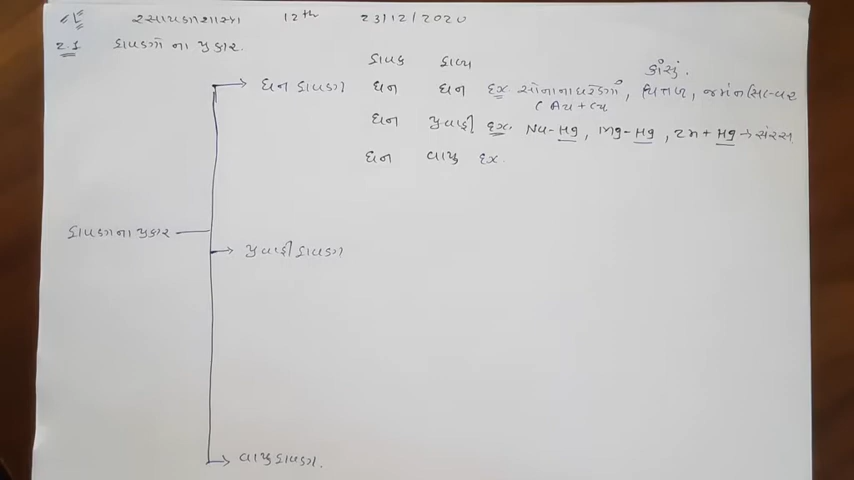 રસાયણશાસ્ત્ર 12th 23/12/2020
2.1 દ્રાવણો ના પ્રકાર.
દ્રાવક દ્રાવ્ય
કાંસું.
ઘન દ્રાવણ ઘન ઘન Ex સોનાના ઘરેણાં, પિત્તળ, જર્મન સિલ્વર
( Au + Cu
ઘન પ્રવાહી Ex. Na-Hg, Mg-Hg, Zn + Hg → સંરસ
ઘન વાયુ Ex.
દ્રાવણના પ્રકાર
પ્રવાહી દ્રાવણ
વાયુ દ્રાવણ.